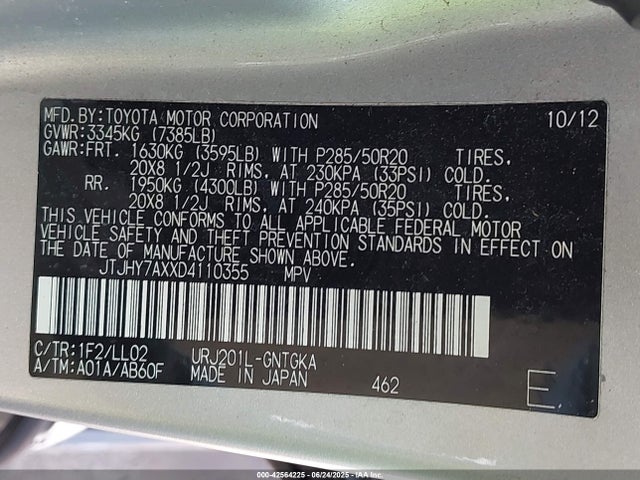 MFD.BY:TOYOTA MOTOR CORPORATION 10/12
GVWR:3345KG (7385LB)
GAWR:FRT. 1630KG (3595LB) WITH P285/50R20 TIRES,
20X8 1/2J RIMS, AT 230KPA (33PSI) COLD.
RR. 1950KG (4300LB) WITH P285/50R20 TIRES,
20X8 1/2J RIMS, AT 240KPA (35PSI) COLD.
THIS VEHICLE CONFORMS TO ALL APPLICABLE FEDERAL MOTOR
VEHICLE SAFETY AND THEFT PREVENTION STANDARDS IN EFFECT ON
THE DATE OF MANUFACTURE SHOWN ABOVE.
JTJHY7AXXD4110355 MPV
C/TR:1F2/LL02 URJ201L-GNTGKA
A/TM:A01A/AB60F MADE IN JAPAN 462 E
000-42564225 - 06/24/2025 - IAA Inc.